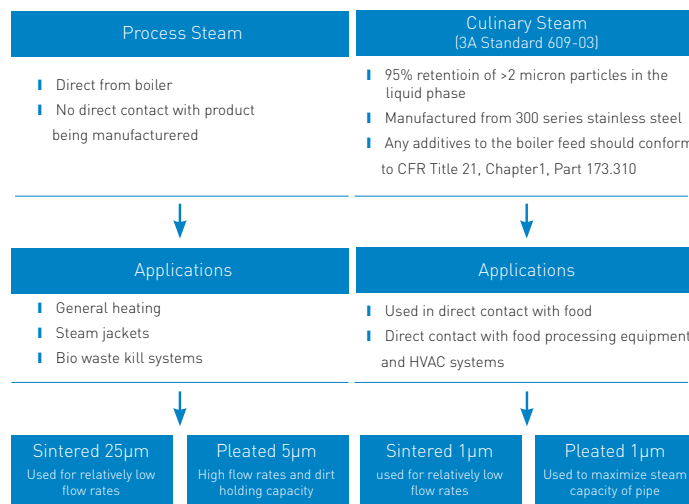 Process Steam
Direct from boiler
No direct contact with product
being manufacturered
Applications
General heating
Steam jackets
Bio waste kill systems
Sintered 25µm
Used for relatively low
flow rates
Pleated 5µm
High flow rates and dirt
holding capacity
Culinary Steam
(3A Standard 609-03)
95% retentioin of >2 micron particles in the
liquid phase
Manufactured from 300 series stainless steel
Any additives to the boiler feed should conform
to CFR Title 21, Chapter1, Part 173.310
Applications
Used in direct contact with food
Direct contact with food processing equipment
and HVAC systems
Sintered 1µm
used for relatively low
flow rates
Pleated 1µm
Used to maximize steam
capacity of pipe